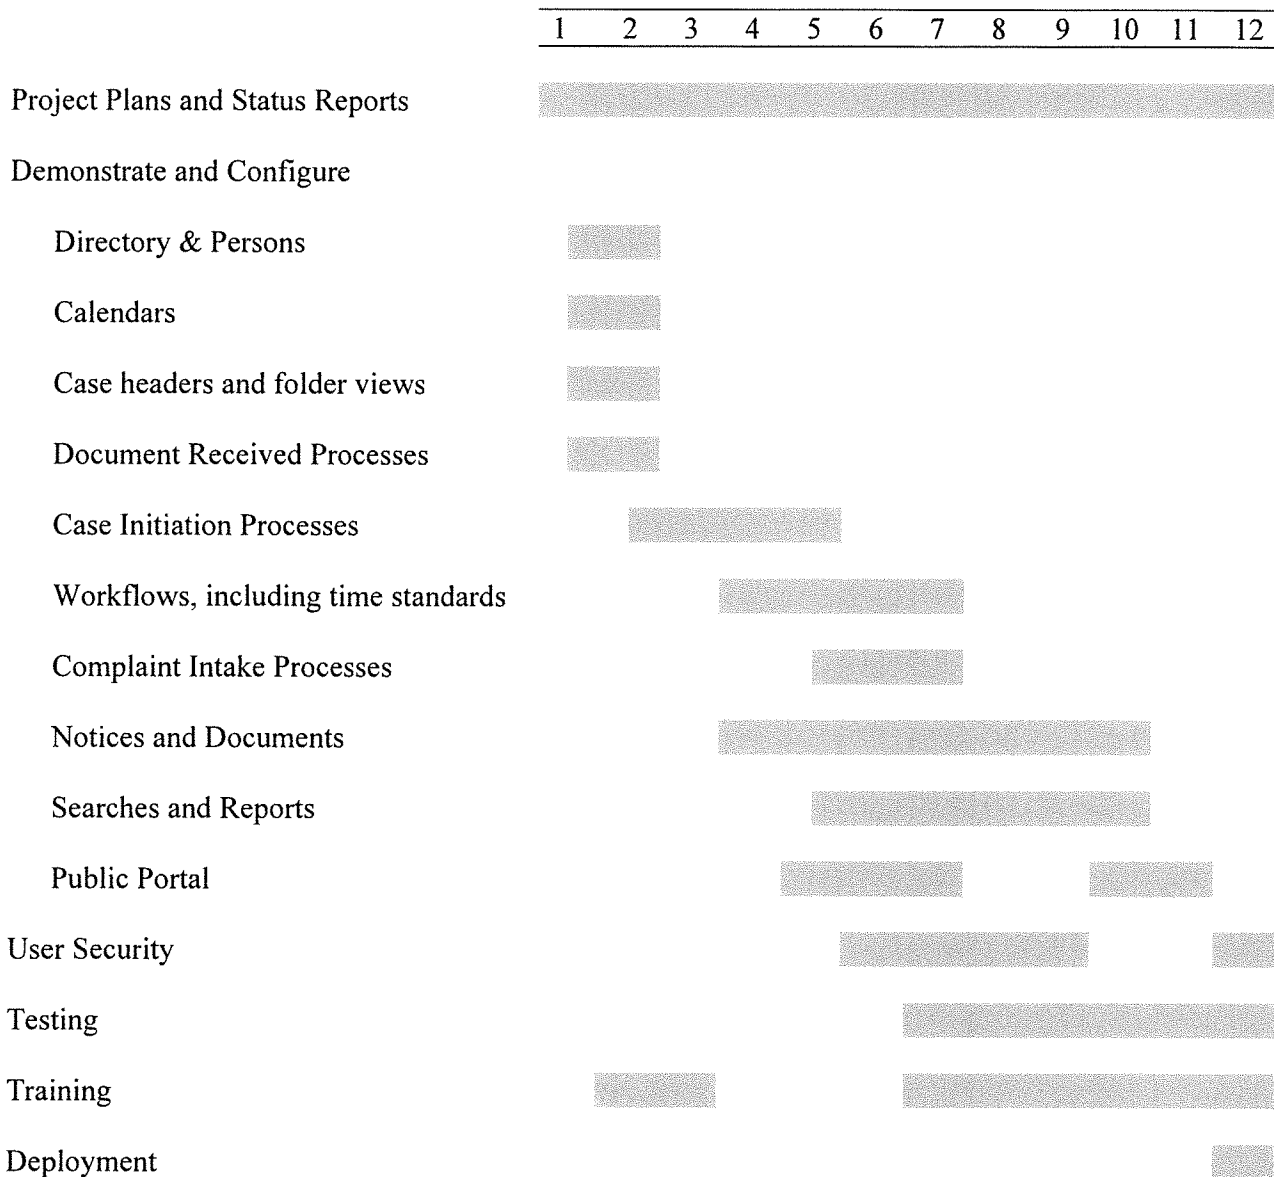 1 2 3 4 5 6 7 8 9 10 11 12
Project Plans and Status Reports
Demonstrate and Configure
Directory & Persons
Calendars
Case headers and folder views
Document Received Processes
Case Initiation Processes
Workflows, including time standards
Complaint Intake Processes
Notices and Documents
Searches and Reports
Public Portal
User Security
Testing
Training
Deployment